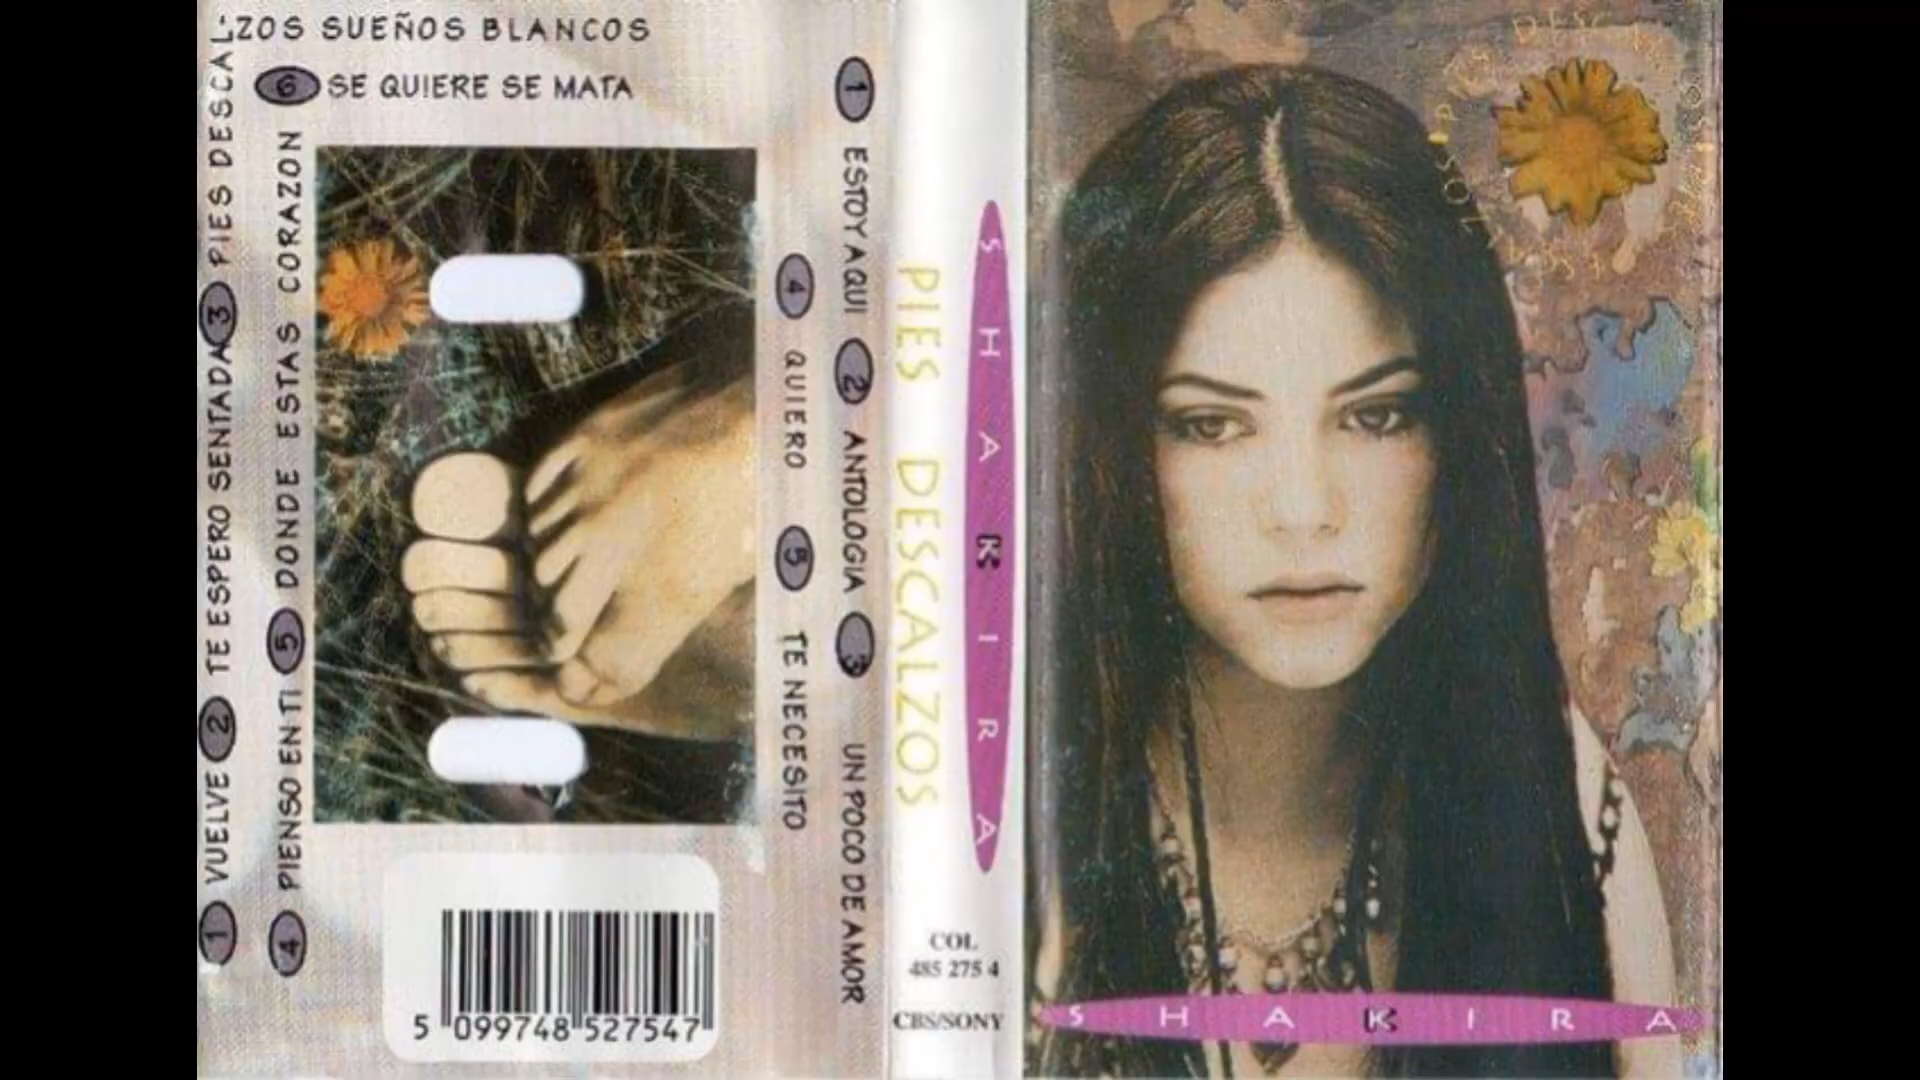 1 VUELVE 2 TE ESPERO SENTADA 3 PIES DESCALZOS SUEÑOS BLANCOS
4 PIENSO EN TI 5 DONDE ESTAS CORAZON
6 SE QUIERE SE MATA
1 ESTOY AQUI 2 ANTOLOGIA 3 UN POCO DE AMOR
4 QUIERO 5 TE NECESITO
5 099748 527547
PIES DESCALZOS
SHAKIRA
COL
485 275 4
CBS/SONY
SHAKIRA